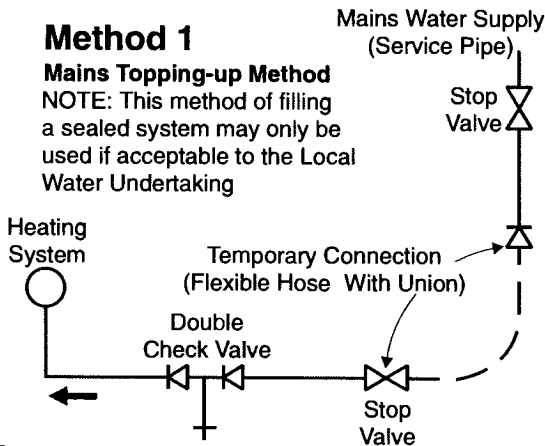 Method 1
Mains Topping-up Method
NOTE: This method of filling
a sealed system may only be
used if acceptable to the Local
Water Undertaking
Mains Water Supply
(Service Pipe)
Stop
Valve
Heating
System
Temporary Connection
(Flexible Hose With Union)
Double
Check Valve
Stop
Valve